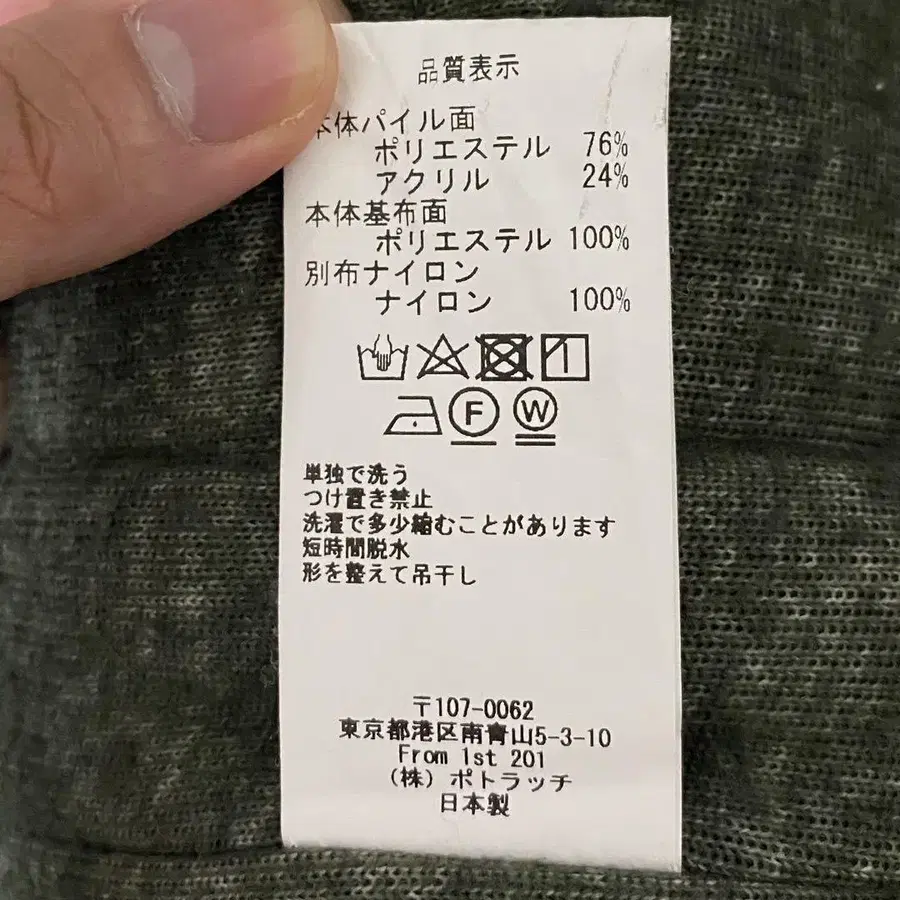 品質表示
本体パイル面
ポリエステル 76%
アクリル 24%
本体基布面
ポリエステル 100%
別布ナイロン
ナイロン 100%
F W
単独で洗う
つけ置き禁止
洗濯で多少縮むことがあります
短時間脱水
形を整えて吊干し
〒107-0062
東京都港区南青山5-3-10
From 1st 201
(株) ポトラッチ
日本製